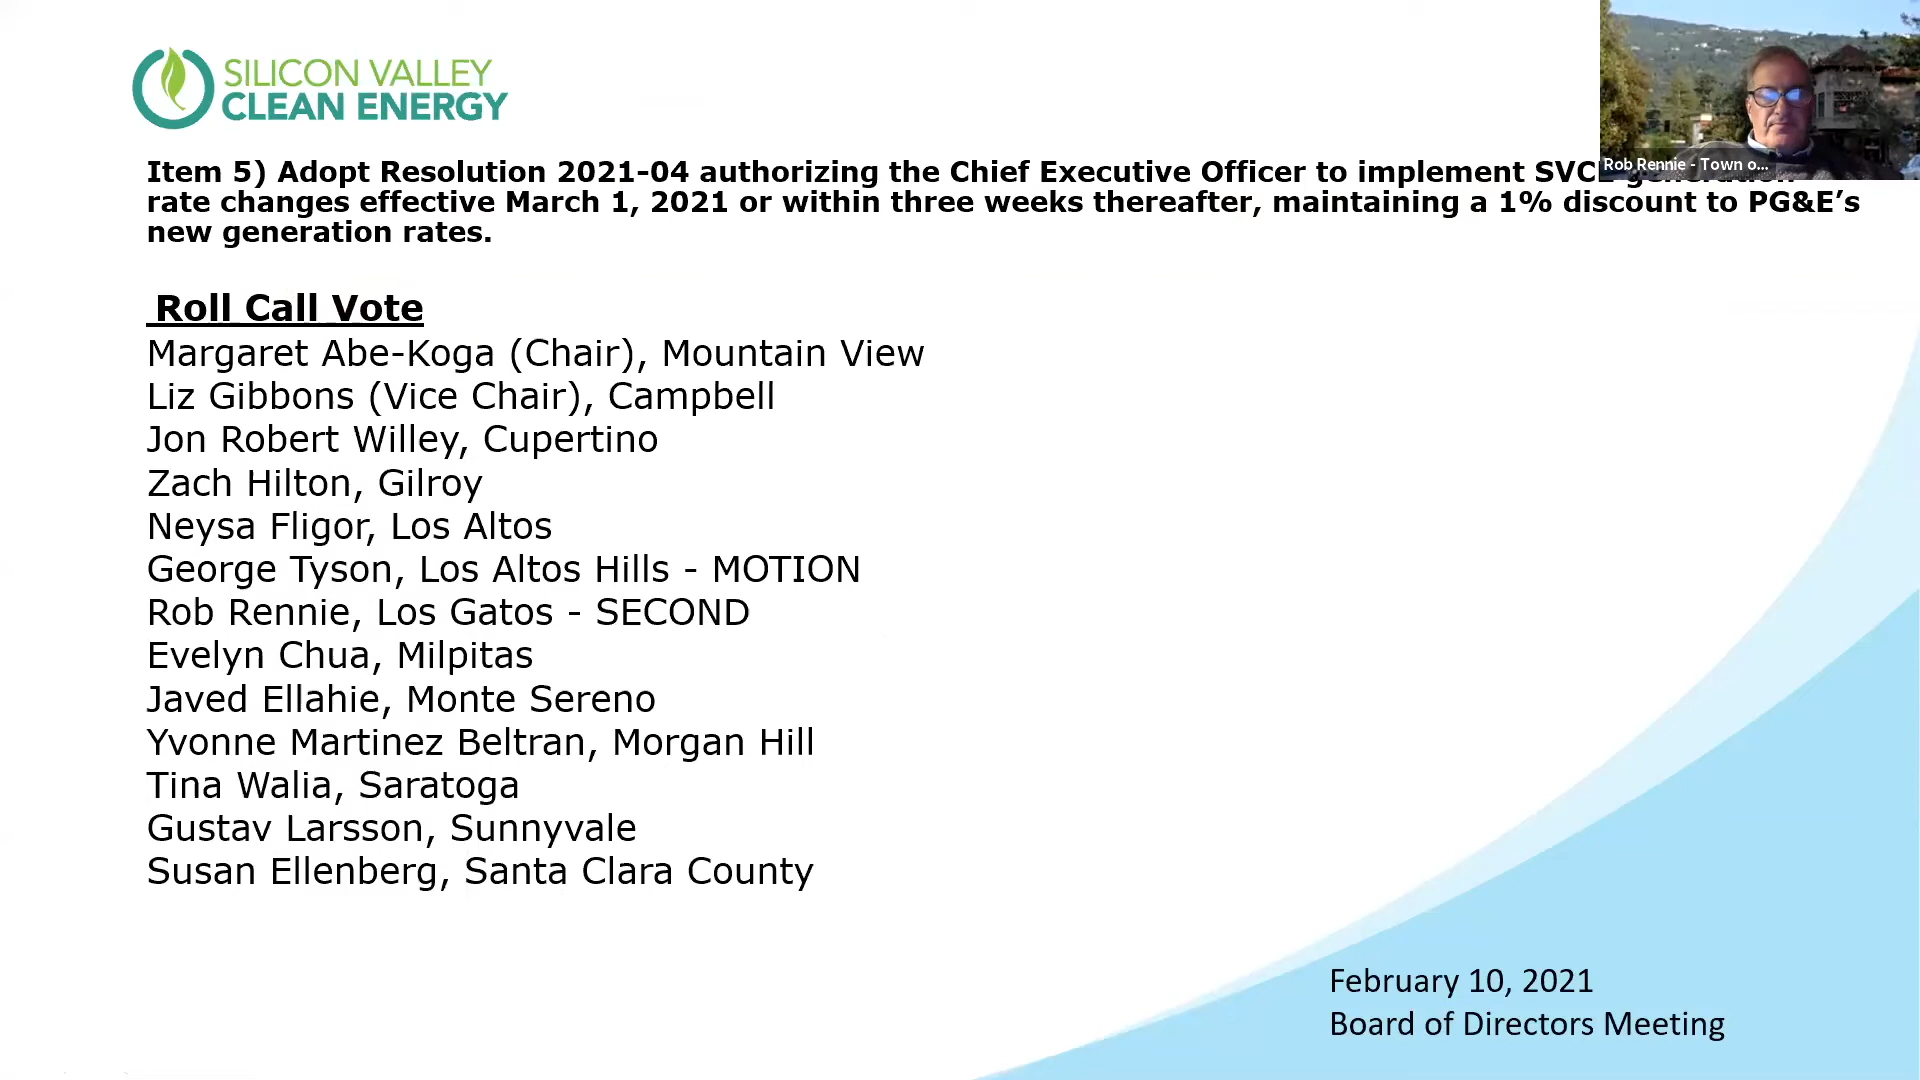 SILICON VALLEY
CLEAN ENERGY
Rob Rennie - Town o...
Item 5) Adopt Resolution 2021-04 authorizing the Chief Executive Officer to implement SVCE generation
rate changes effective March 1, 2021 or within three weeks thereafter, maintaining a 1% discount to PG&E’s
new generation rates.
Roll Call Vote
Margaret Abe-Koga (Chair), Mountain View
Liz Gibbons (Vice Chair), Campbell
Jon Robert Willey, Cupertino
Zach Hilton, Gilroy
Neysa Fligor, Los Altos
George Tyson, Los Altos Hills - MOTION
Rob Rennie, Los Gatos - SECOND
Evelyn Chua, Milpitas
Javed Ellahie, Monte Sereno
Yvonne Martinez Beltran, Morgan Hill
Tina Walia, Saratoga
Gustav Larsson, Sunnyvale
Susan Ellenberg, Santa Clara County
February 10, 2021
Board of Directors Meeting